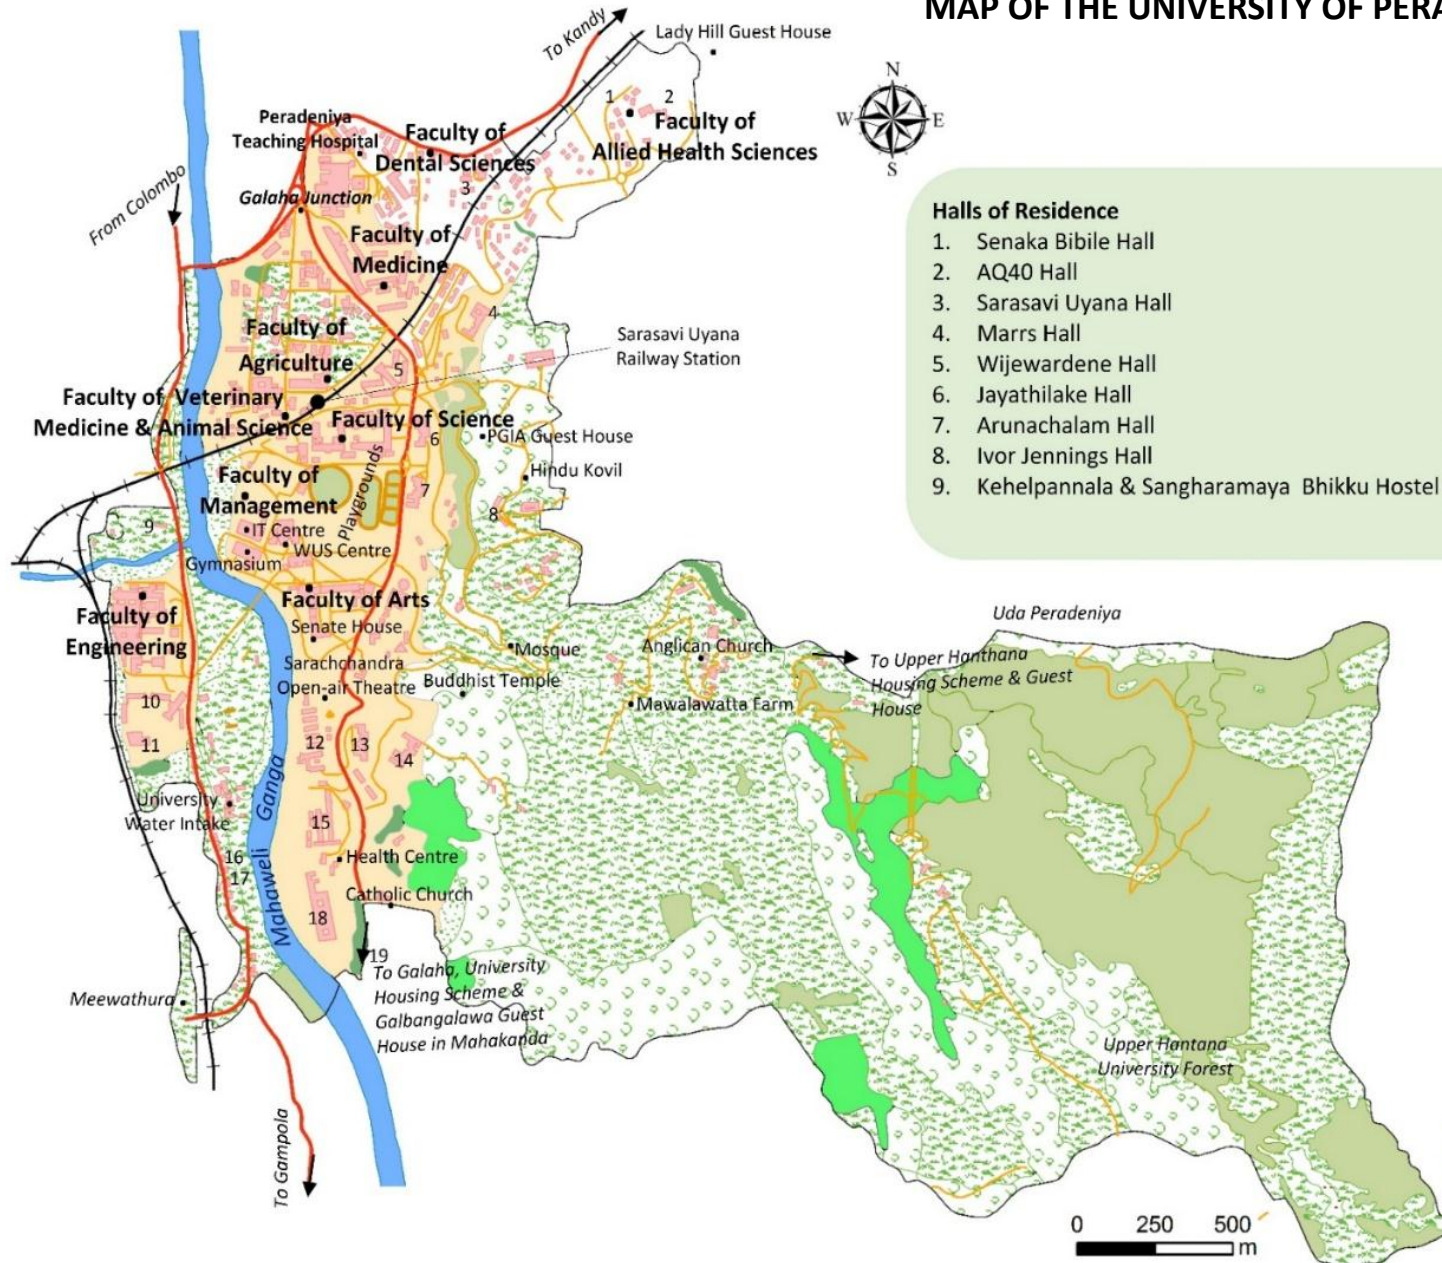 MAP OF THE UNIVERSITY OF PERA
To Kandy
Lady Hill Guest House
N
W
E
S
1
2
Peradeniya
Teaching Hospital
Faculty of
Dental Sciences
Faculty of
Allied Health Sciences
3
From Colombo
Galaha Junction
Faculty of
Medicine
Halls of Residence
1. Senaka Bibile Hall
2. AQ40 Hall
3. Sarasavi Uyana Hall
4. Marrs Hall
5. Wijewardene Hall
6. Jayathilake Hall
7. Arunachalam Hall
8. Ivor Jennings Hall
9. Kehelpannala & Sangharamaya Bhikku Hostel
4
Faculty of
Agriculture
Sarasavi Uyana
Railway Station
5
Faculty of Veterinary
Medicine & Animal Science
Faculty of Science
6
PGIA Guest House
Hindu Kovil
Faculty of
Management
Playgrounds
7
8
9
IT Centre
WUS Centre
Gymnasium
Faculty of Arts
Faculty of
Engineering
Senate House
Uda Peradeniya
Mosque
Anglican Church
To Upper Hanthana
Housing Scheme & Guest
House
Sarachchandra
Open-air Theatre
Buddhist Temple
Mawalawatta Farm
10
11
12
13
14
University
Water Intake
Mahaweli Ganga
15
16
17
Health Centre
Catholic Church
18
19
To Galaha, University
Housing Scheme &
Galbangalawa Guest
House in Mahakanda
Meewathura
Upper Hantana
University Forest
To Gampola
0 250 500
m